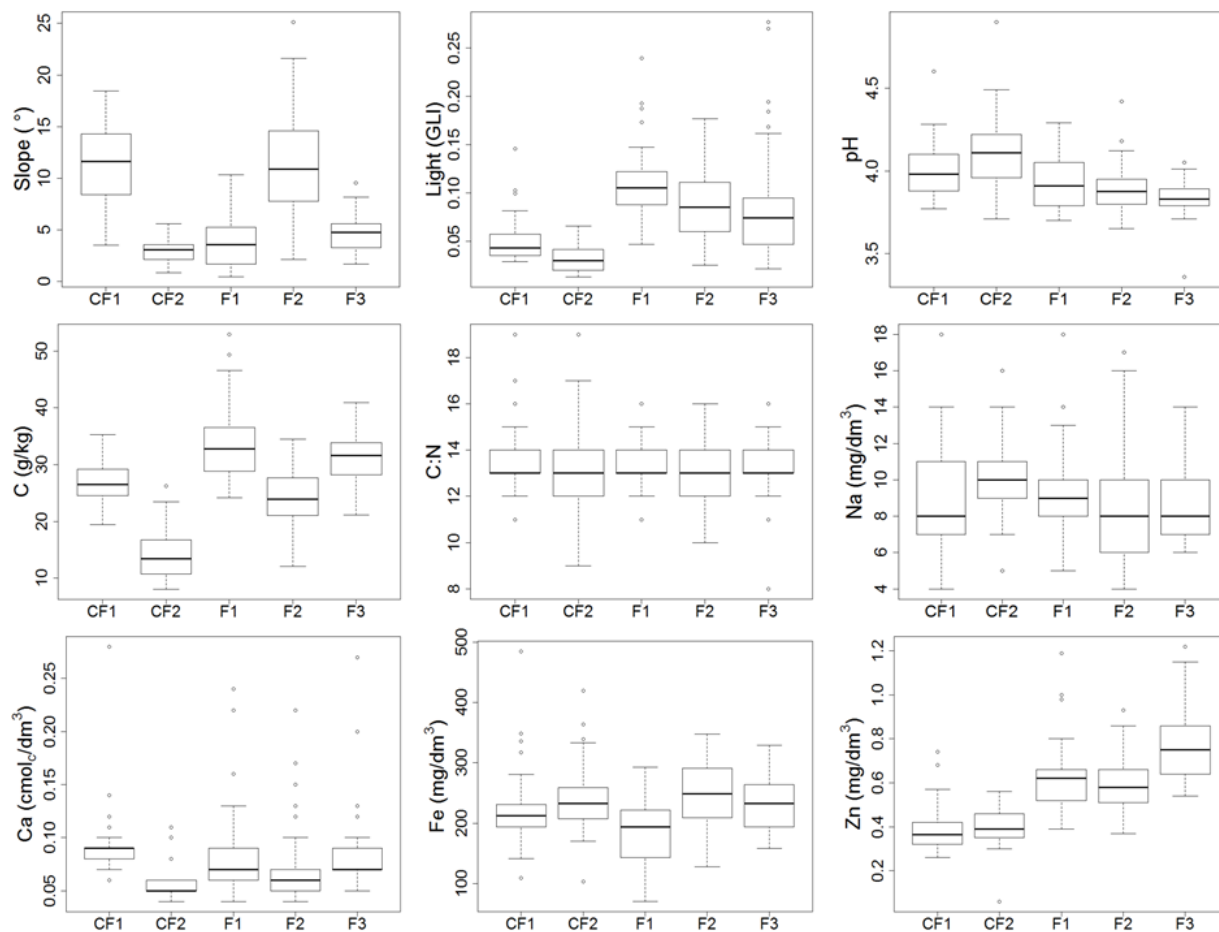 Slope ( °)
0 5 10 15 20 25
CF1 CF2 F1 F2 F3
Light (GLI)
0.05 0.10 0.15 0.20 0.25
CF1 CF2 F1 F2 F3
pH
3.5 4.0 4.5
CF1 CF2 F1 F2 F3
C (g/kg)
10 20 30 40 50
CF1 CF2 F1 F2 F3
C:N
8 10 12 14 16 18
CF1 CF2 F1 F2 F3
Na (mg/dm³)
4 6 8 10 12 14 16 18
CF1 CF2 F1 F2 F3
Ca (cmolc/dm³)
0.05 0.10 0.15 0.20 0.25
CF1 CF2 F1 F2 F3
Fe (mg/dm³)
100 200 300 400 500
CF1 CF2 F1 F2 F3
Zn (mg/dm³)
0.2 0.4 0.6 0.8 1.0 1.2
CF1 CF2 F1 F2 F3